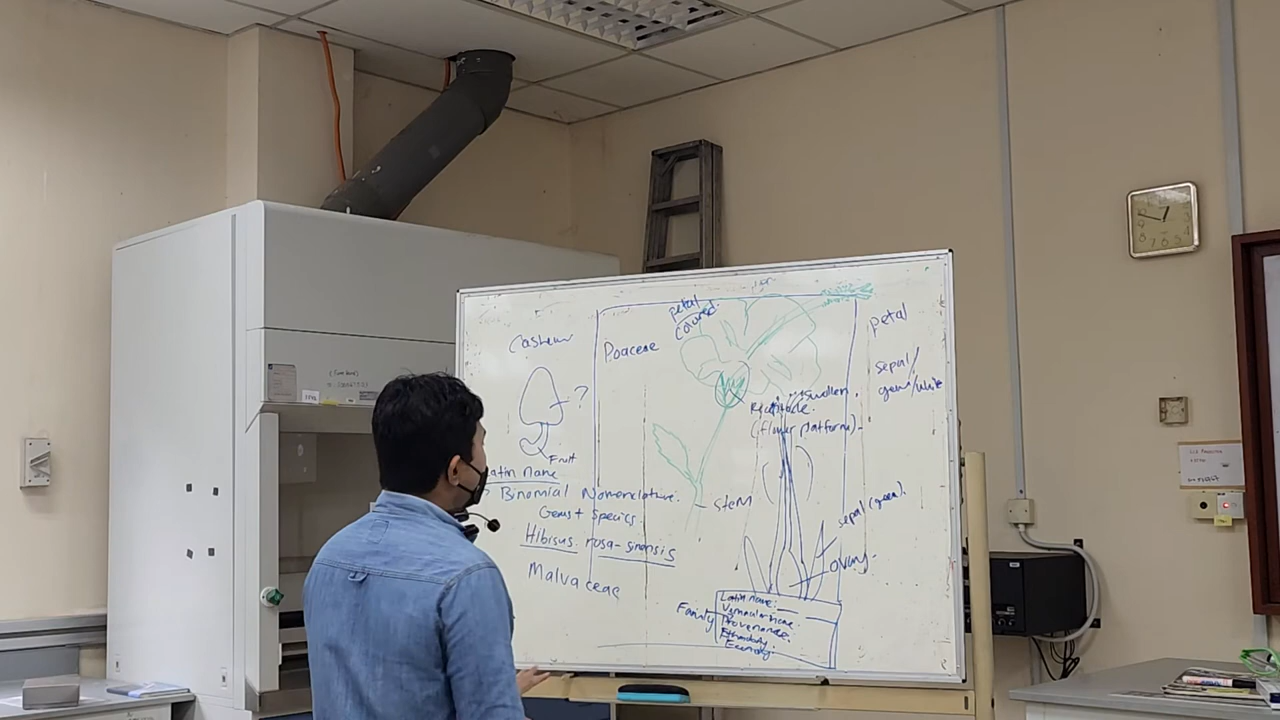 Cashew
?
Fruit
Latin name
Binomial Nomenclature.
Genus + Species.
Hibisus rosa-sinensis
Malvaceae
Poaceae
petal
coloured.
swollen.
Receptacle.
(flower platform).
stem
sepal (green).
ovary.
petal
sepal/
green/white
Family
Latin name:
Vernacular name
Provenance:
Ethnobotany:
Economy: